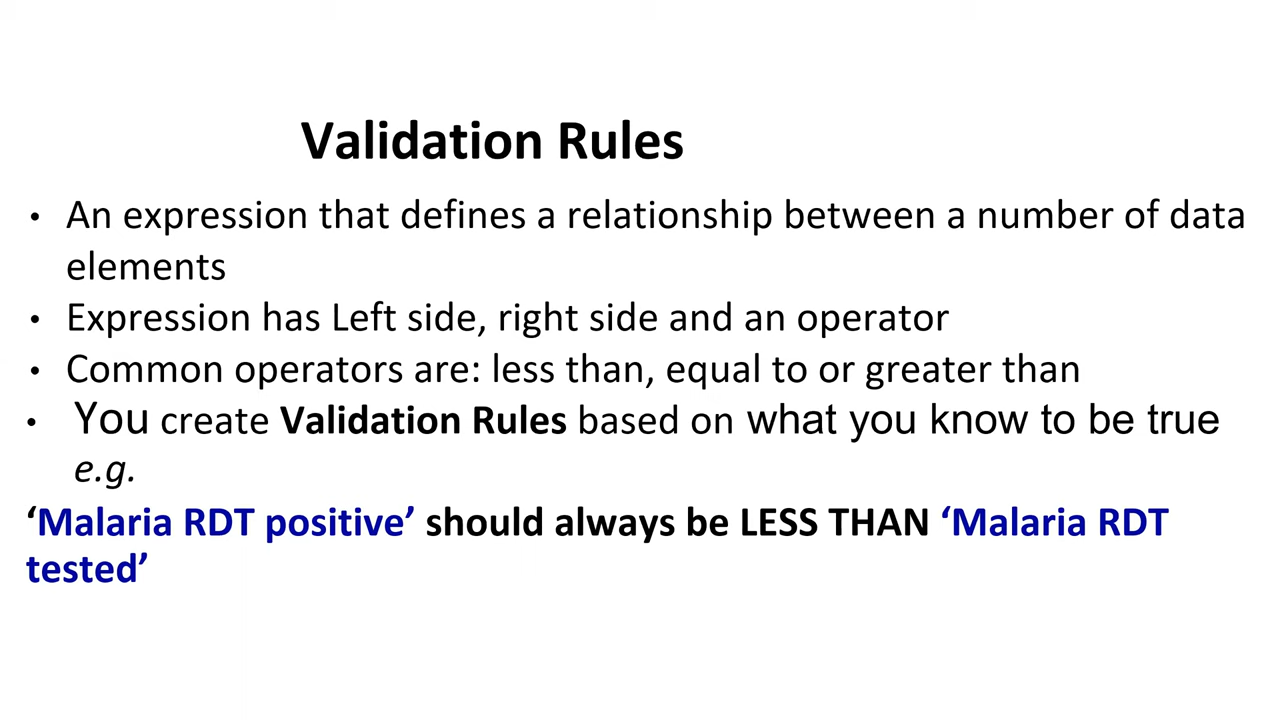 Validation Rules
• An expression that defines a relationship between a number of data
elements
• Expression has Left side, right side and an operator
• Common operators are: less than, equal to or greater than
• You create Validation Rules based on what you know to be true
e.g.
‘Malaria RDT positive’ should always be LESS THAN ‘Malaria RDT
tested’